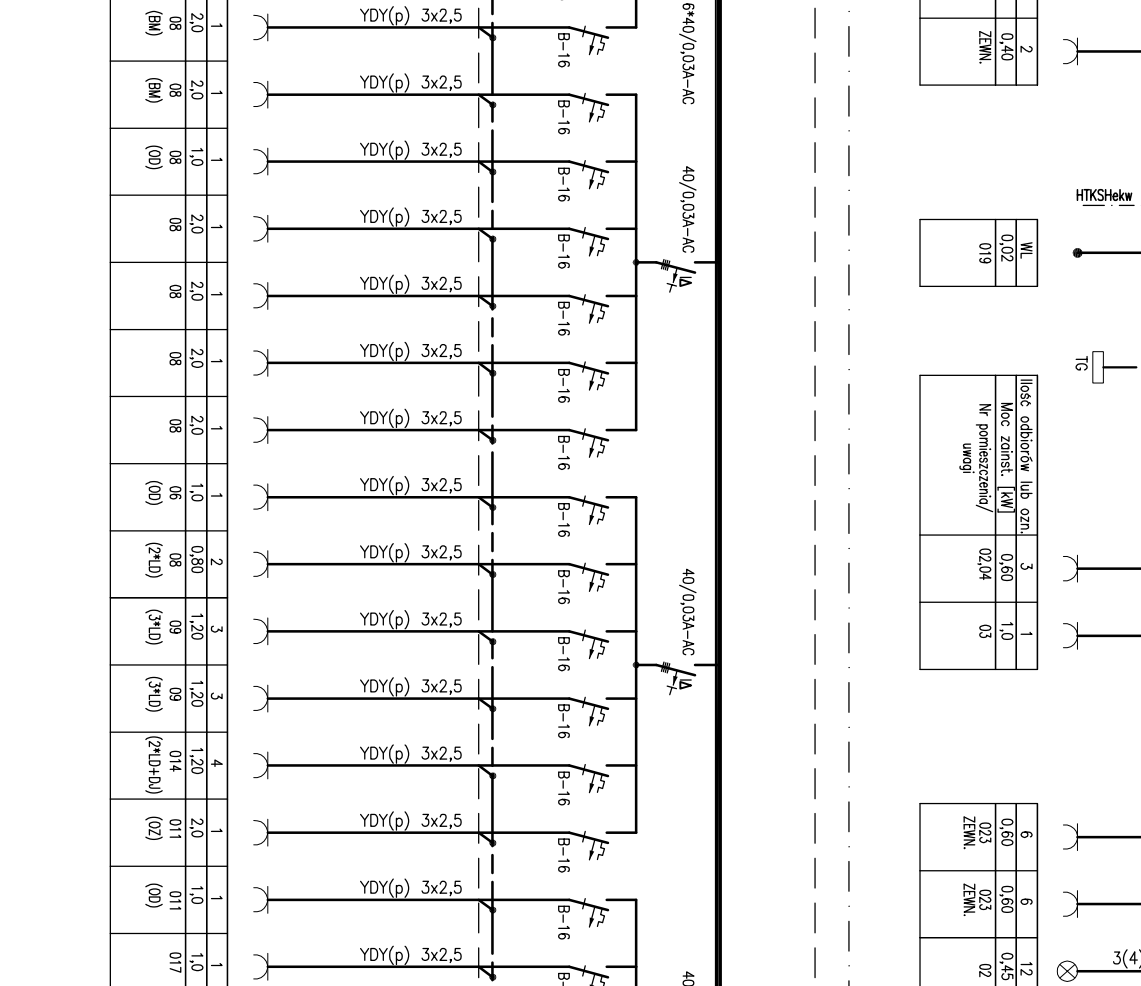 1
2,0
08
(BM)
YDY(p) 3x2,5
B-16
6*40/0,03A-AC
1
2,0
08
(BM)
YDY(p) 3x2,5
B-16
1
1,0
08
(OD)
YDY(p) 3x2,5
B-16
40/0,03A-AC
1
2,0
08
YDY(p) 3x2,5
B-16
I∆
1
2,0
08
YDY(p) 3x2,5
B-16
1
2,0
08
YDY(p) 3x2,5
B-16
1
2,0
08
YDY(p) 3x2,5
B-16
1
1,0
06
(OD)
YDY(p) 3x2,5
B-16
2
0,80
08
(2*LD)
YDY(p) 3x2,5
B-16
40/0,03A-AC
3
1,20
09
(3*LD)
YDY(p) 3x2,5
B-16
I∆
3
1,20
09
(3*LD)
YDY(p) 3x2,5
B-16
4
1,20
014
(2*LD+DJ)
YDY(p) 3x2,5
B-16
1
2,0
011
(OZ)
YDY(p) 3x2,5
B-16
1
1,0
011
(OD)
YDY(p) 3x2,5
B-16
1
1,0
017
YDY(p) 3x2,5
B-
40
2
0,40
ZEWN.
HTKSHekw
WL
0,02
019
TG
Ilość odbiorów lub ozn.
Moc zainst. [kW]
Nr pomieszczenia/
uwagi
3
0,60
02,04
1
1,0
03
6
0,60
023
ZEWN.
6
0,60
023
ZEWN.
12
0,45
02
3(4)